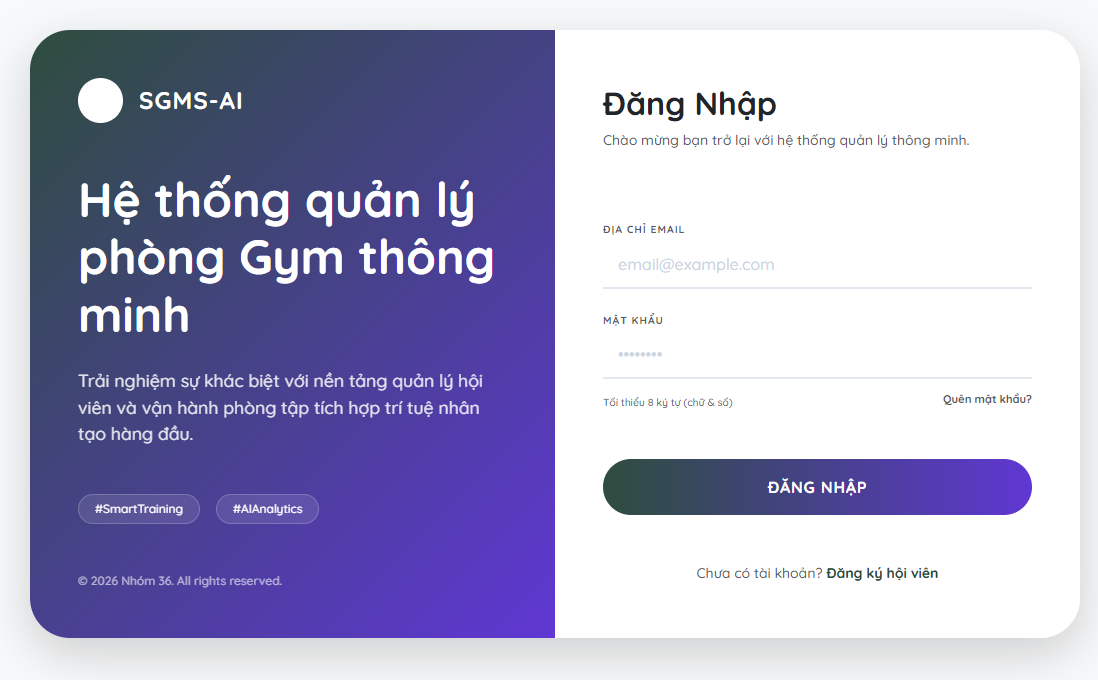 SGMS-AI
Hệ thống quản lý
phòng Gym thông
minh
Trải nghiệm sự khác biệt với nền tảng quản lý hội
viên và vận hành phòng tập tích hợp trí tuệ nhân
tạo hàng đầu.
#SmartTraining
#AIAnalytics
© 2026 Nhóm 36. All rights reserved.
Đăng Nhập
Chào mừng bạn trở lại với hệ thống quản lý thông minh.
ĐỊA CHỈ EMAIL
email@example.com
MẬT KHẨU
••••••••
Tối thiểu 8 ký tự (chữ & số)
Quên mật khẩu?
ĐĂNG NHẬP
Chưa có tài khoản? Đăng ký hội viên